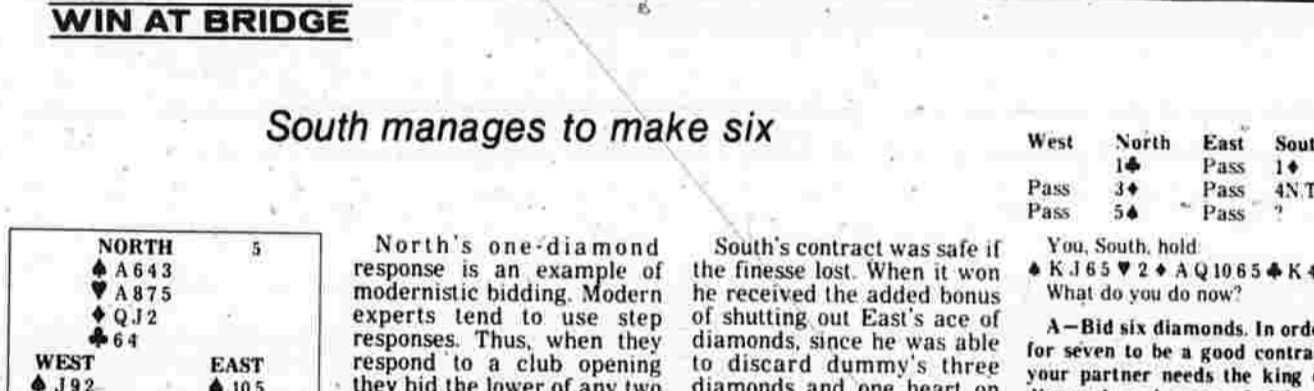 WIN AT BRIDGE
South manages to make six
NORTH 5
♠ A 6 4 3
♥ A 8 7 5
♦ Q J 2
♣ 6 4
WEST EAST
♠ J 9 2 ♠ 10 5
North's one-diamond
response is an example of
modernistic bidding. Modern
experts tend to use step
responses. Thus, when they
respond to a club opening
they bid the lower of any two
South's contract was safe if
the finesse lost. When it won
he received the added bonus
of shutting out East's ace of
diamonds, since he was able
to discard dummy's three
diamonds and one heart on
West North East Sout
1♣ Pass 1♦
Pass 3♦ Pass 4N.T
Pass 5♠ Pass ?
You, South, hold:
♠ K J 6 5 ♥ 2 ♦ A Q 10 6 5 ♣ K 4
What do you do now?
A—Bid six diamonds. In orde
for seven to be a good contra
your partner needs the king